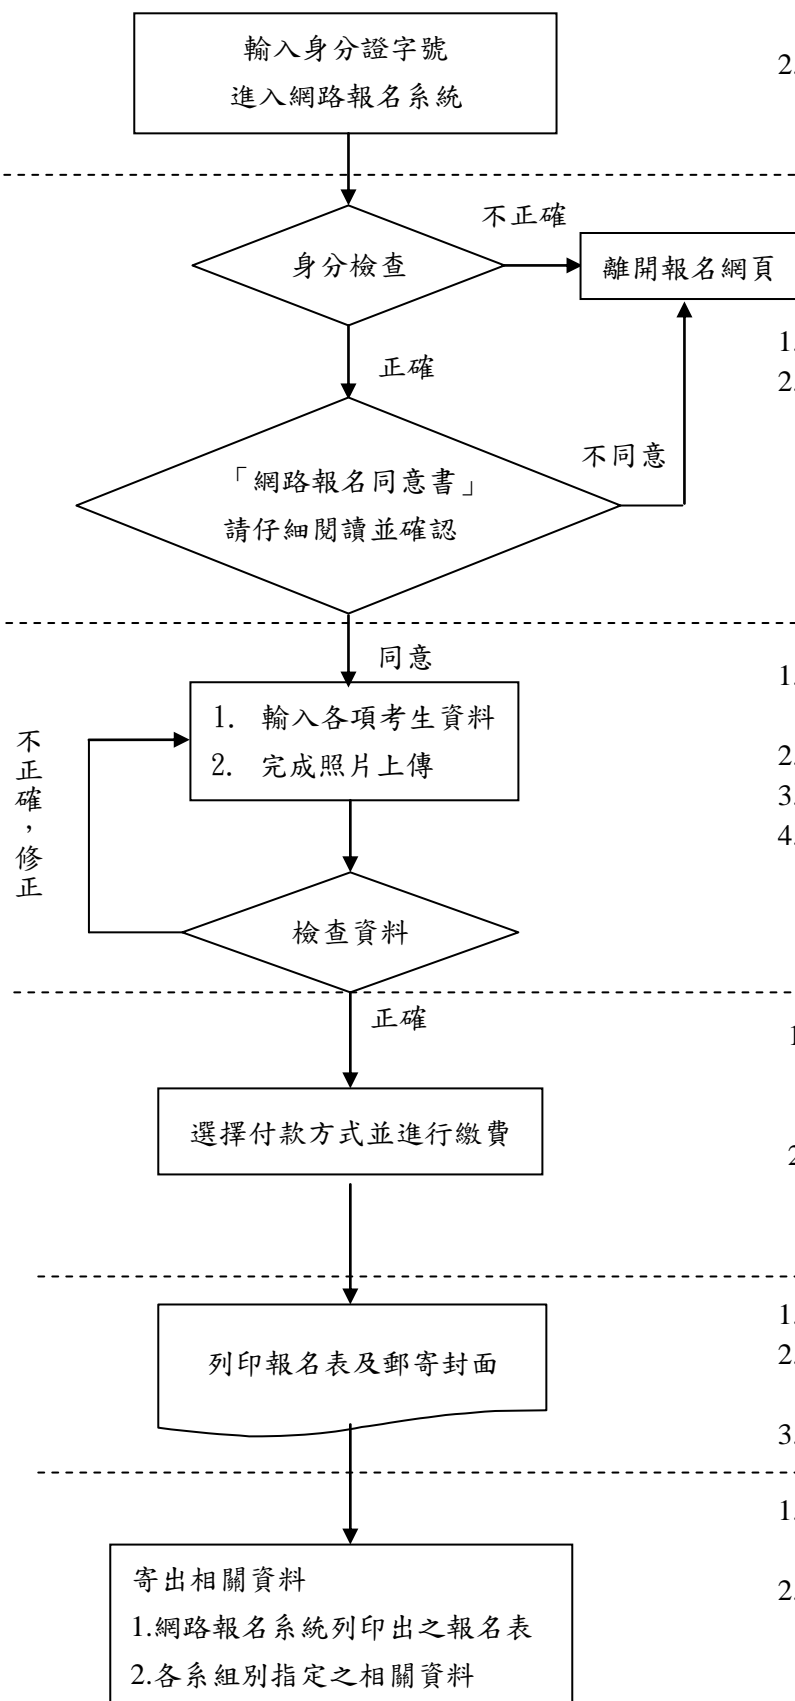 輸入身分證字號
進入網路報名系統
2.
不正確
身分檢查
離開報名網頁
1.
正確
2.
不同意
「網路報名同意書」
請仔細閱讀並確認
同意
1.
1. 輸入各項考生資料
2. 完成照片上傳
不正確，修正
2.
3.
4.
檢查資料
正確
1
選擇付款方式並進行繳費
2
1.
列印報名表及郵寄封面
2.
3.
1.
寄出相關資料
2.
1.網路報名系統列印出之報名表
2.各系組別指定之相關資料